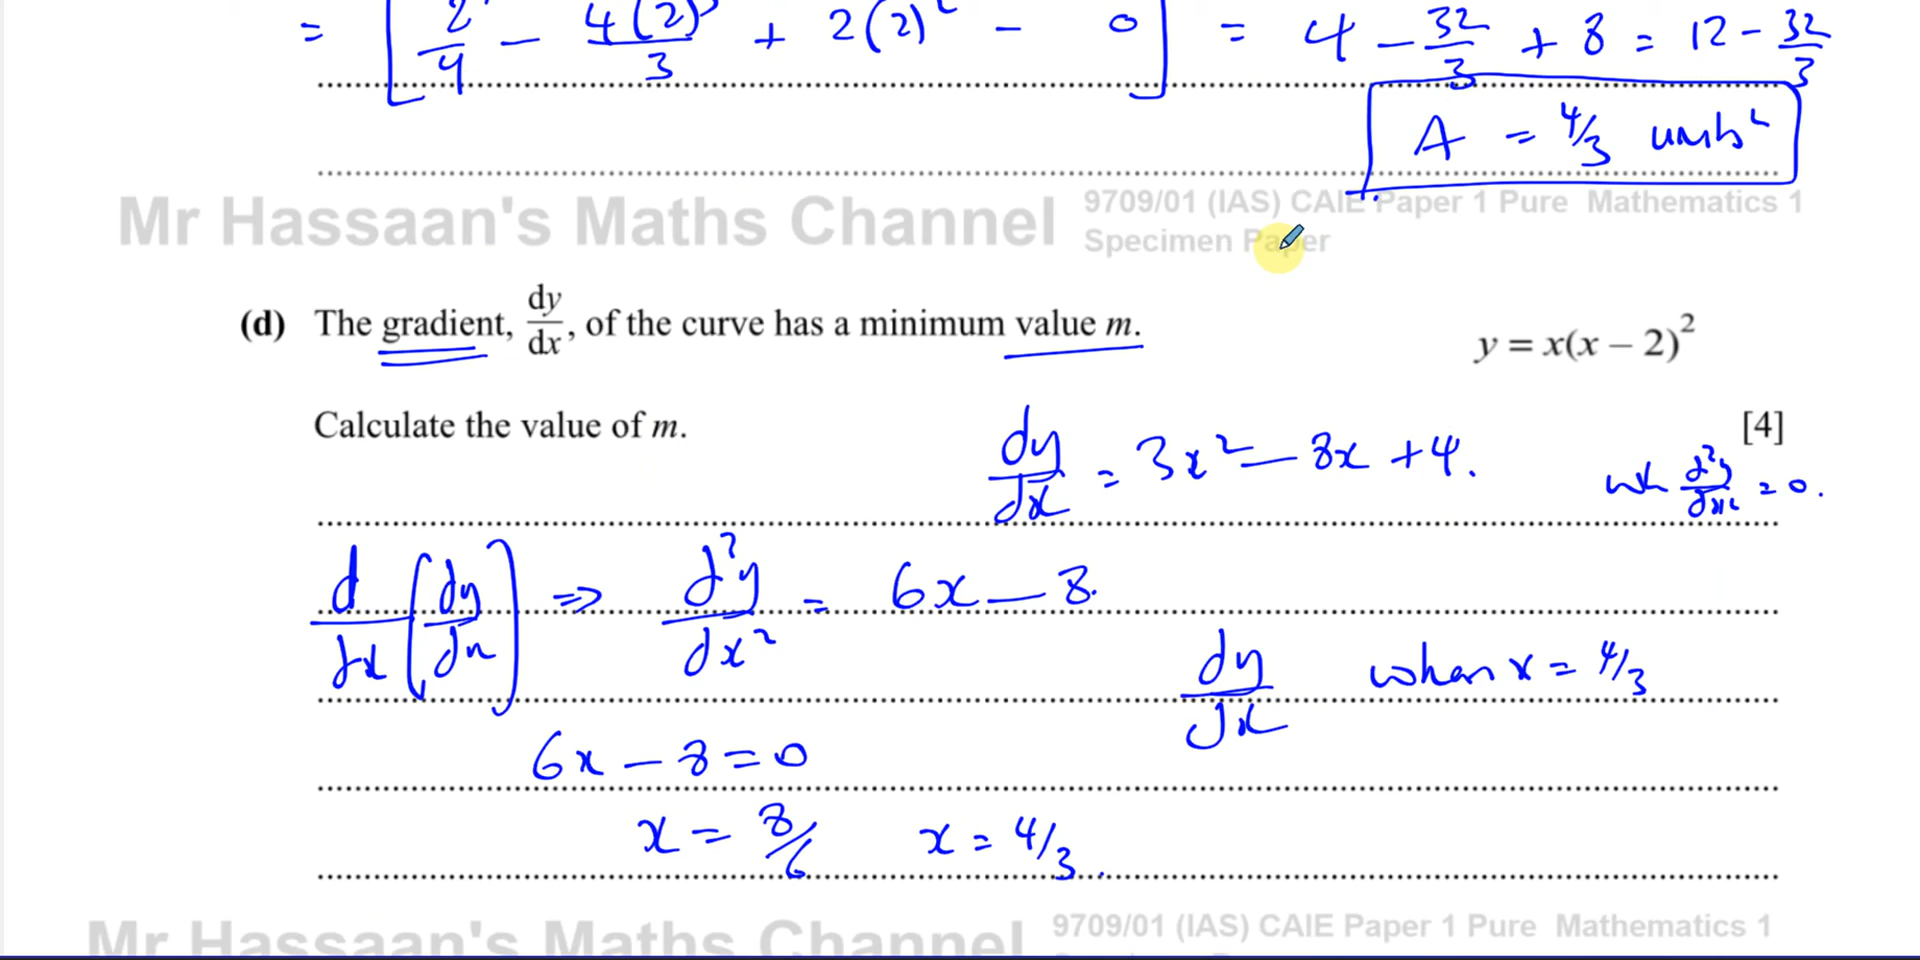 = [ 2/4 - 4(2)³/3 + 2(2)² - 0 ] = 4 - 32/3 + 8 = 12 - 32/3
A = 4/3 units²
Mr Hassaan's Maths Channel 9709/01 (IAS) CAIE Paper 1 Pure Mathematics 1
Specimen Paper
(d) The gradient, dy/dx, of the curve has a minimum value m.
y = x(x – 2)²
Calculate the value of m. [4]
dy/dx = 3x² - 8x + 4.
wh d²y/dx² = 0.
d/dx (dy/dx) => d²y/dx² = 6x - 8.
dy/dx when x = 4/3
6x - 8 = 0
x = 8/6 x = 4/3.
Mr Hassaan's Maths Channel 9709/01 (IAS) CAIE Paper 1 Pure Mathematics 1